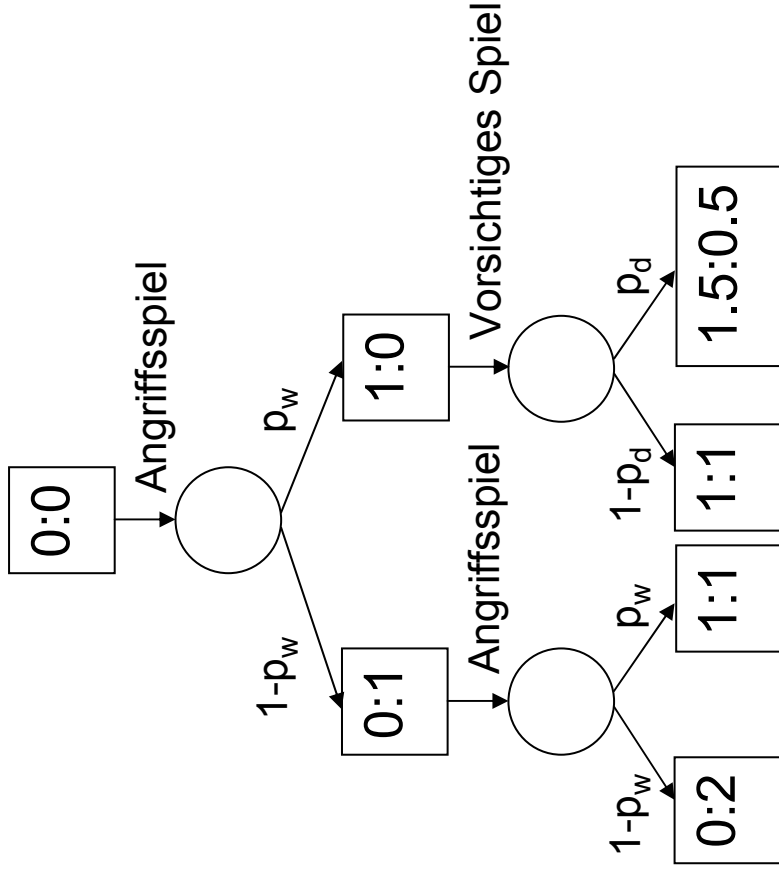 0:0
Angriffsspiel
1-p_w
p_w
0:1
1:0
Angriffsspiel
Vorsichtiges Spiel
1-p_w
p_w
1-p_d
p_d
0:2
1:1
1:1
1.5:0.5